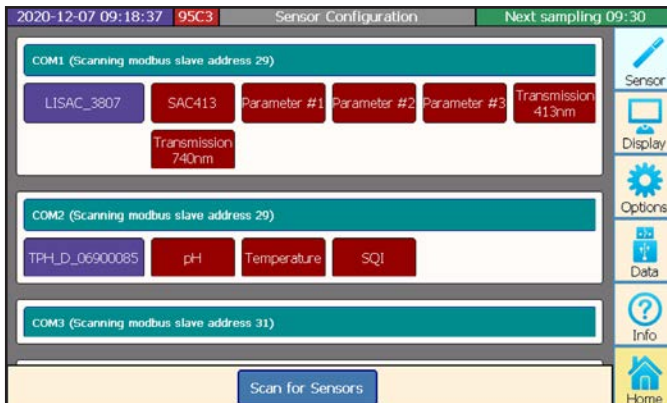 2020-12-07 09:18:37 95C3 Sensor Configuration Next sampling 09:30
COM1 (Scanning modbus slave address 29)
LISAC_3807 SAC413 Parameter #1 Parameter #2 Parameter #3 Transmission
413nm
Transmission
740nm
COM2 (Scanning modbus slave address 29)
TPH_D_06900085 pH Temperature SQI
COM3 (Scanning modbus slave address 31)
Scan for Sensors
Sensor
Display
Options
Data
Info
Home